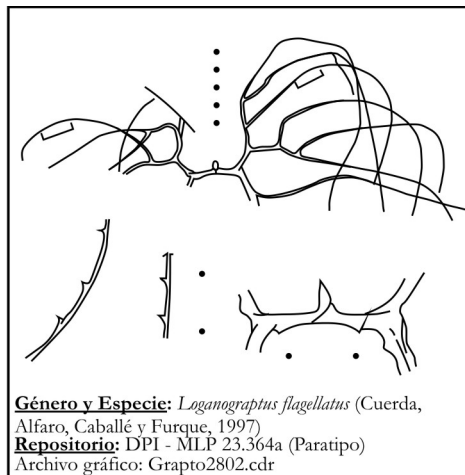 Género y Especie: Loganograptus flagellatus (Cuerda,
Alfaro, Caballé y Furque, 1997)
Repositorio: DPI - MLP 23.364a (Paratipo)
Archivo gráfico: Grapto2802.cdr